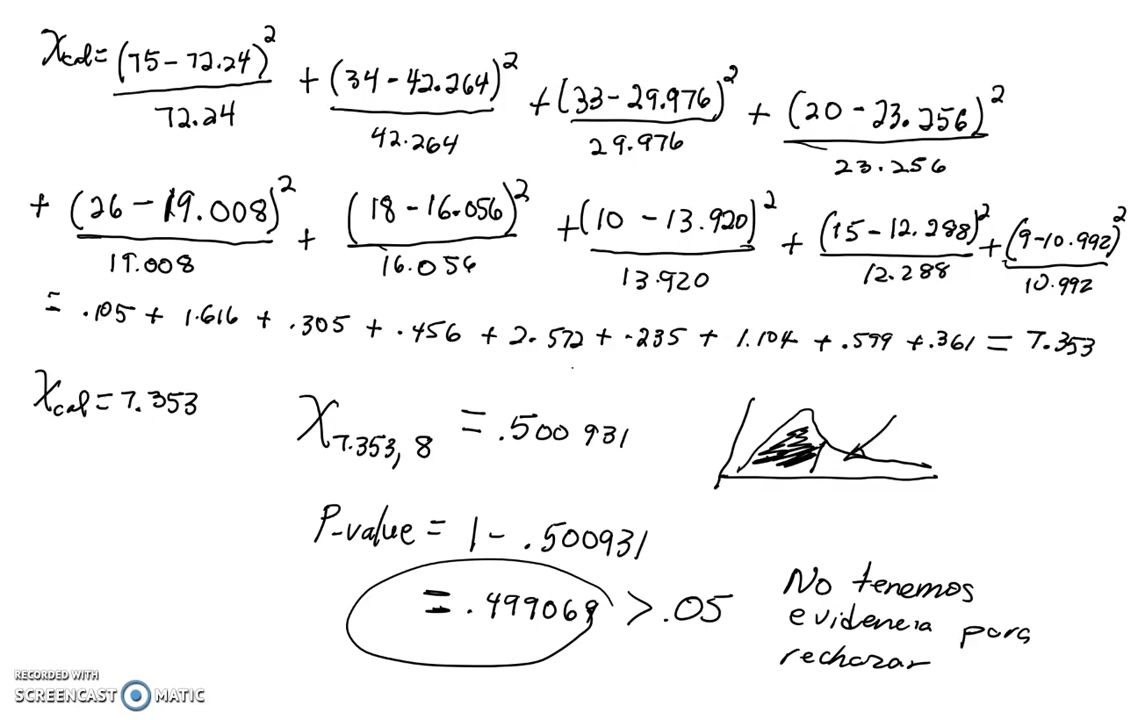 χcal = (75 - 72.24)² / 72.24 + (34 - 42.264)² / 42.264 + (33 - 29.976)² / 29.976 + (20 - 23.256)² / 23.256
+ (26 - 19.008)² / 19.008 + (18 - 16.056)² / 16.056 + (10 - 13.920)² / 13.920 + (15 - 12.288)² / 12.288 + (9 - 10.992)² / 10.992
= .105 + 1.616 + .305 + .456 + 2.572 + .235 + 1.104 + .599 + .361 = 7.353
χcal = 7.353
χ7.353, 8 = .500931
P-value = 1 - .500931
= .499069 > .05
No tenemos
evidencia para
rechazar
RECORDED WITH
SCREENCAST MATIC